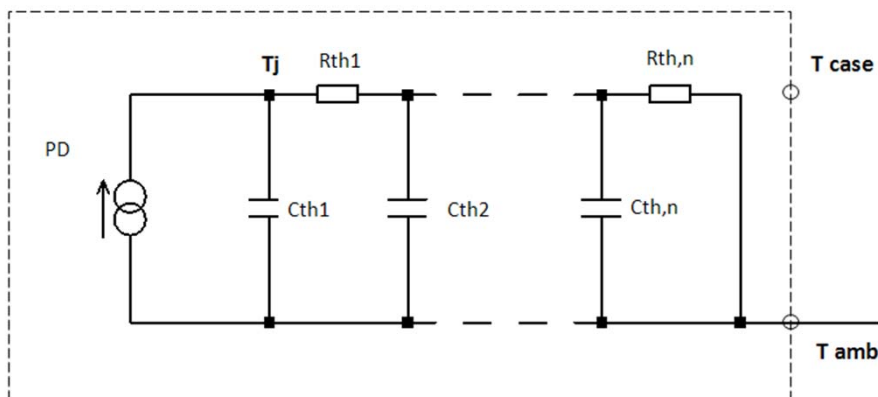 Tj
Rth1
Rth,n
T case
PD
Cth1
Cth2
Cth,n
T amb